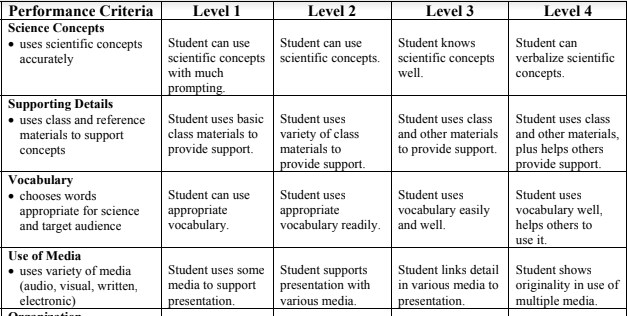 Performance Criteria Level 1 Level 2 Level 3 Level 4
Science Concepts
• uses scientific concepts accurately
Student can use scientific concepts with much prompting.
Student can use scientific concepts.
Student knows scientific concepts well.
Student can verbalize scientific concepts.
Supporting Details
• uses class and reference materials to support concepts
Student uses basic class materials to provide support.
Student uses variety of class materials to provide support.
Student uses class and other materials to provide support.
Student uses class and other materials, plus helps others provide support.
Vocabulary
• chooses words appropriate for science and target audience
Student can use appropriate vocabulary.
Student uses appropriate vocabulary readily.
Student uses vocabulary easily and well.
Student uses vocabulary well, helps others to use it.
Use of Media
• uses variety of media (audio, visual, written, electronic)
Student uses some media to support presentation.
Student supports presentation with various media.
Student links detail in various media to presentation.
Student shows originality in use of multiple media.